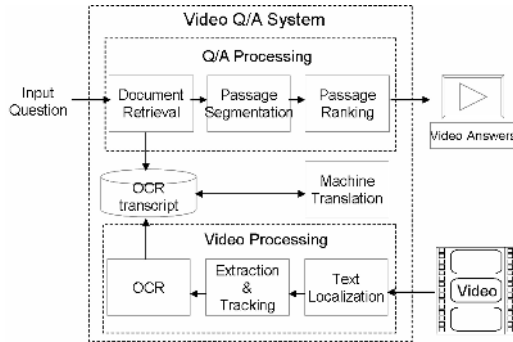 Video Q/A System
Q/A Processing
Input
Question
Document
Retrieval
Passage
Segmentation
Passage
Ranking
Video Answers
OCR
transcript
Machine
Translation
Video Processing
OCR
Extraction
&
Tracking
Text
Localization
Video